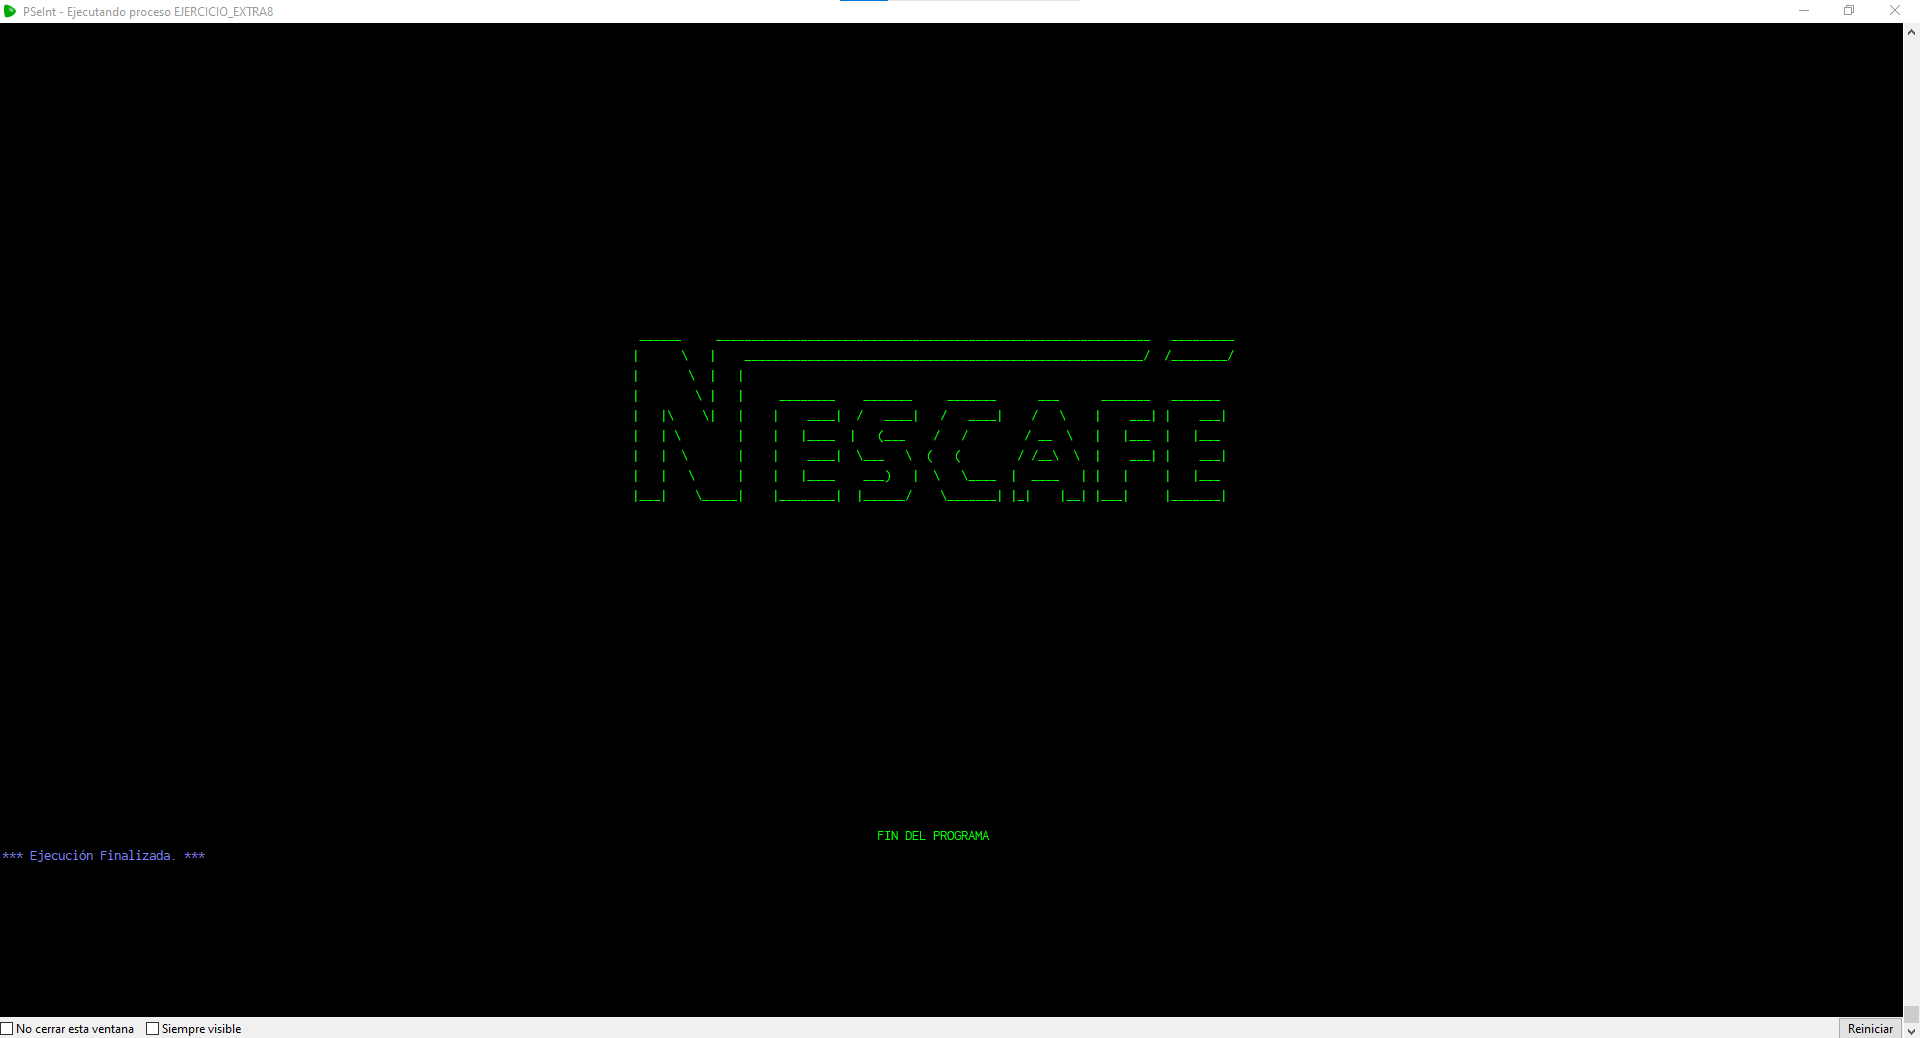 PSeInt - Ejecutando proceso EJERCICIO_EXTRA8
NESCAFE
FIN DEL PROGRAMA
*** Ejecución Finalizada. ***
No cerrar esta ventana
Siempre visible
Reiniciar